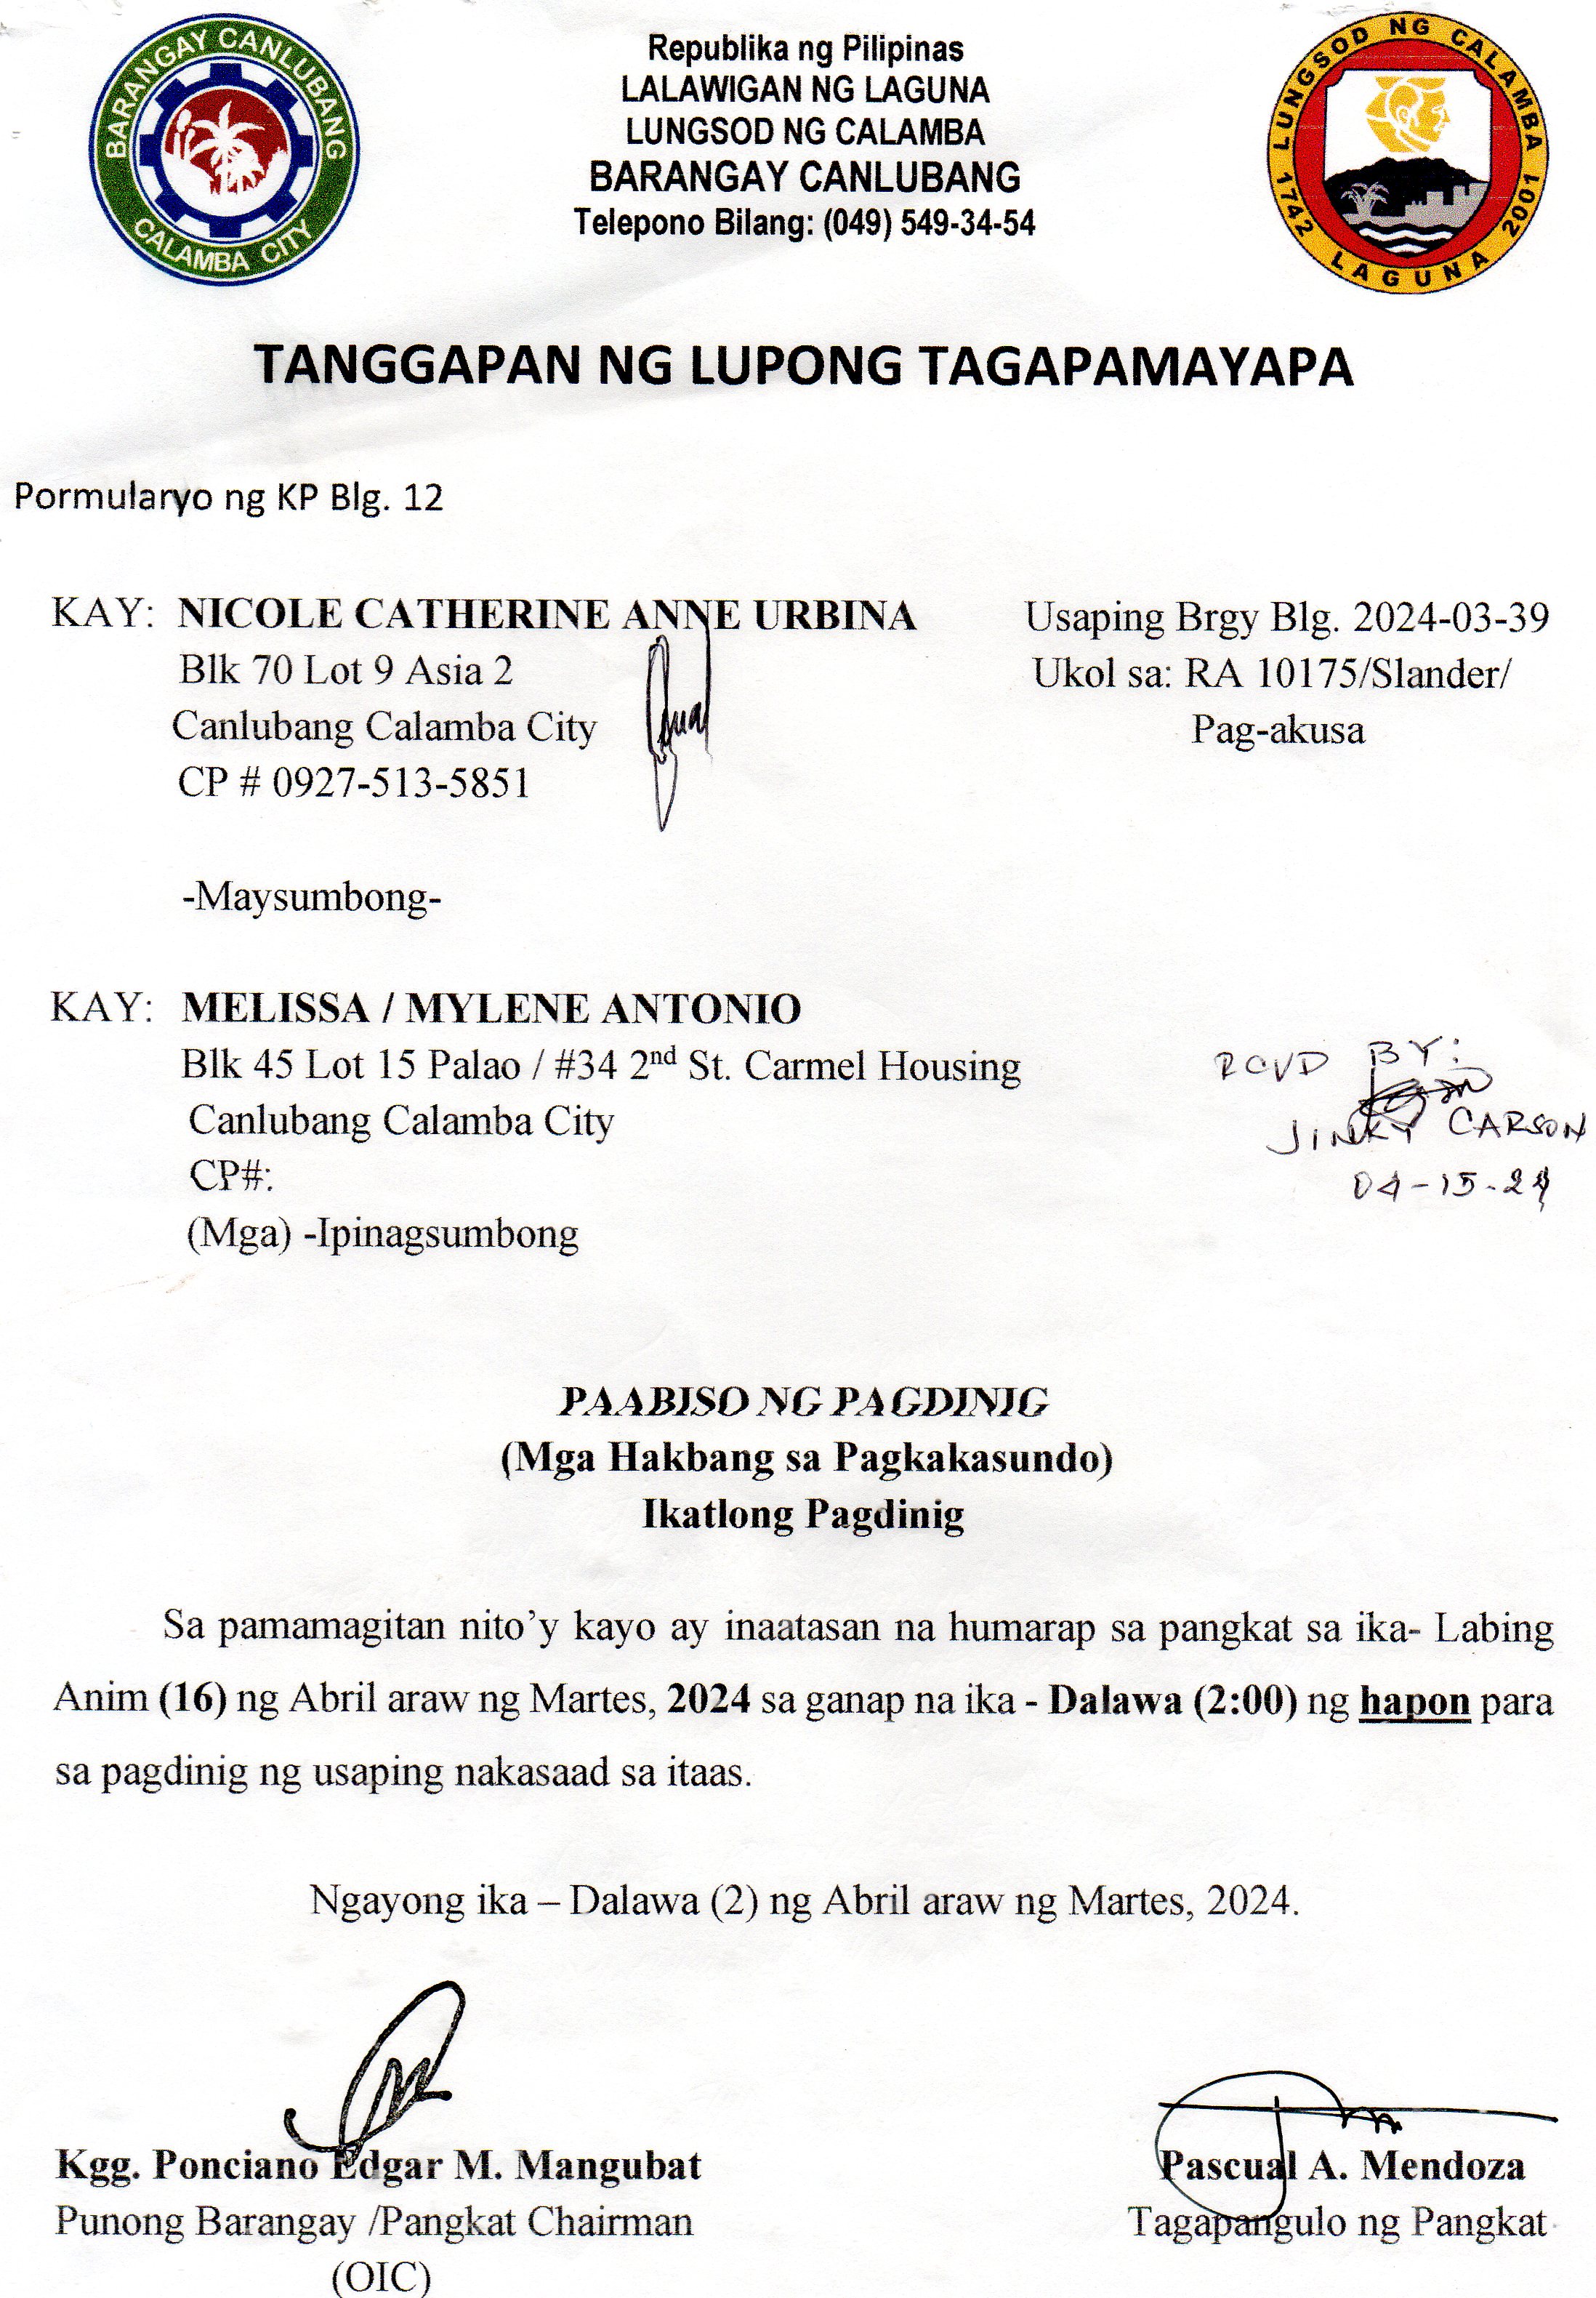 BARANGAY CANLUBANG
CALAMBA CITY
Republika ng Pilipinas
LALAWIGAN NG LAGUNA
LUNGSOD NG CALAMBA
BARANGAY CANLUBANG
Telepono Bilang: (049) 549-34-54
LUNGSOD NG CALAMBA
1742 LAGUNA 2001
TANGGAPAN NG LUPONG TAGAPAMAYAPA
Pormularyo ng KP Blg. 12
KAY: NICOLE CATHERINE ANNE URBINA
Blk 70 Lot 9 Asia 2
Canlubang Calamba City
CP # 0927-513-5851
Usaping Brgy Blg. 2024-03-39
Ukol sa: RA 10175/Slander/
Pag-akusa
-Maysumbong-
KAY: MELISSA / MYLENE ANTONIO
Blk 45 Lot 15 Palao / #34 2nd St. Carmel Housing
Canlubang Calamba City
CP#:
(Mga) -Ipinagsumbong
RCVD BY:
JINKY CARSON
04-15-24
PAABISO NG PAGDINIG
(Mga Hakbang sa Pagkakasundo)
Ikatlong Pagdinig
Sa pamamagitan nito'y kayo ay inaatasan na humarap sa pangkat sa ika- Labing
Anim (16) ng Abril araw ng Martes, 2024 sa ganap na ika - Dalawa (2:00) ng hapon para
sa pagdinig ng usaping nakasaad sa itaas.
Ngayong ika – Dalawa (2) ng Abril araw ng Martes, 2024.
Kgg. Ponciano Edgar M. Mangubat
Punong Barangay /Pangkat Chairman
(OIC)
Pascual A. Mendoza
Tagapangulo ng Pangkat